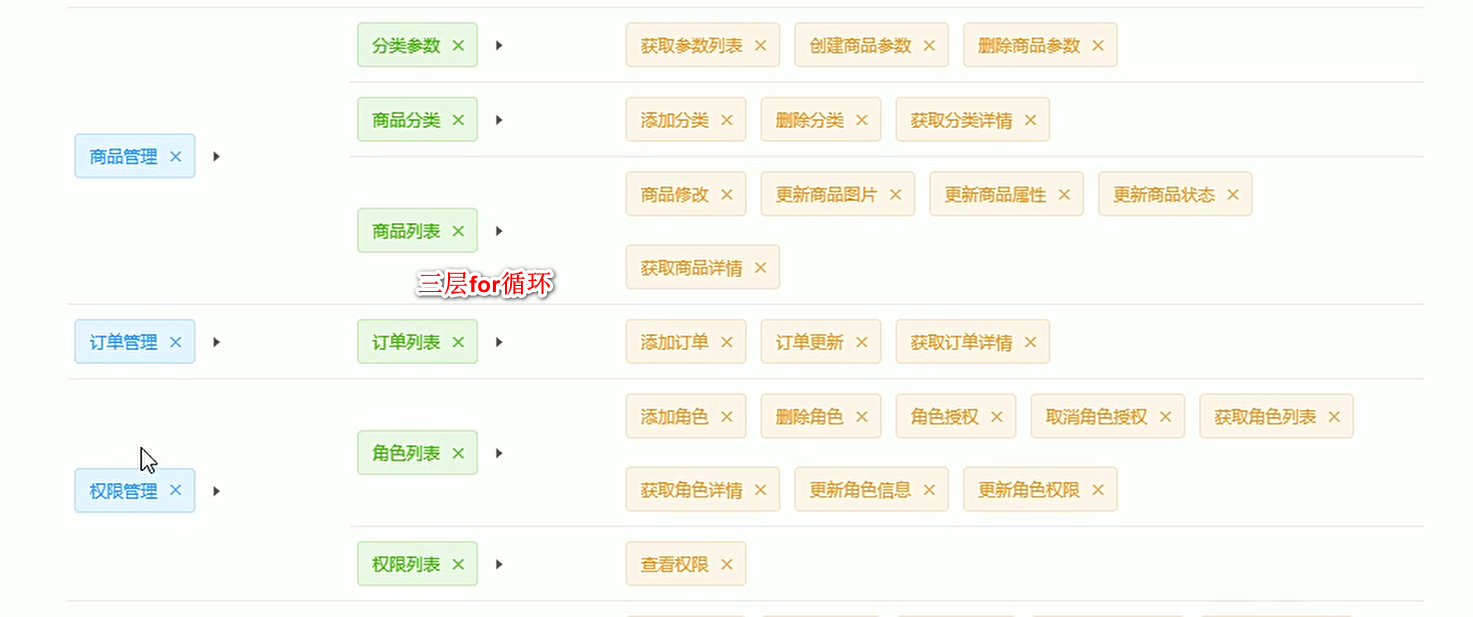 分类参数 × 获取参数列表 × 创建商品参数 × 删除商品参数 ×
商品分类 × 添加分类 × 删除分类 × 获取分类详情 ×
商品管理 ×
商品修改 × 更新商品图片 × 更新商品属性 × 更新商品状态 ×
商品列表 ×
获取商品详情 ×
三层for循环
订单管理 × 订单列表 × 添加订单 × 订单更新 × 获取订单详情 ×
添加角色 × 删除角色 × 角色授权 × 取消角色授权 × 获取角色列表 ×
角色列表 ×
权限管理 × 获取角色详情 × 更新角色信息 × 更新角色权限 ×
权限列表 × 查看权限 ×